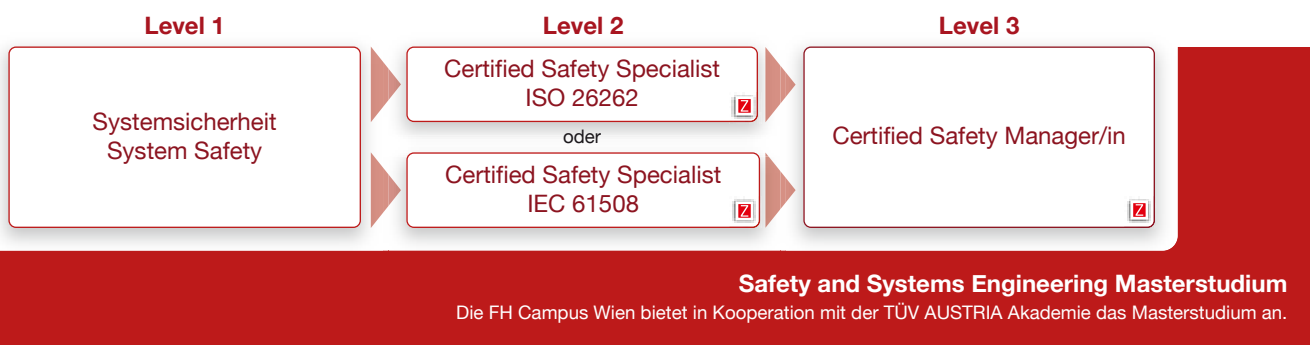 Level 1
Level 2
Level 3
Systemsicherheit
System Safety
Certified Safety Specialist
ISO 26262
Z
oder
Certified Safety Specialist
IEC 61508
Z
Certified Safety Manager/in
Z
Safety and Systems Engineering Masterstudium
Die FH Campus Wien bietet in Kooperation mit der TÜV AUSTRIA Akademie das Masterstudium an.